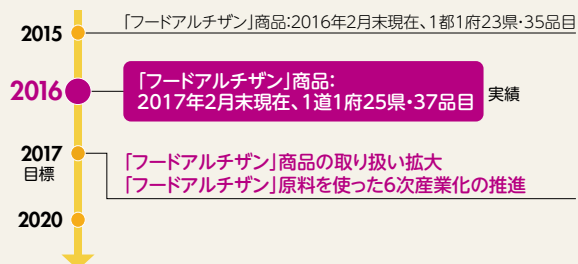 2015
「フードアルチザン」商品:2016年2月末現在、1都1府23県・35品目
2016
「フードアルチザン」商品:
2017年2月末現在、1道1府25県・37品目
実績
2017
目標
「フードアルチザン」商品の取り扱い拡大
「フードアルチザン」原料を使った6次産業化の推進
2020